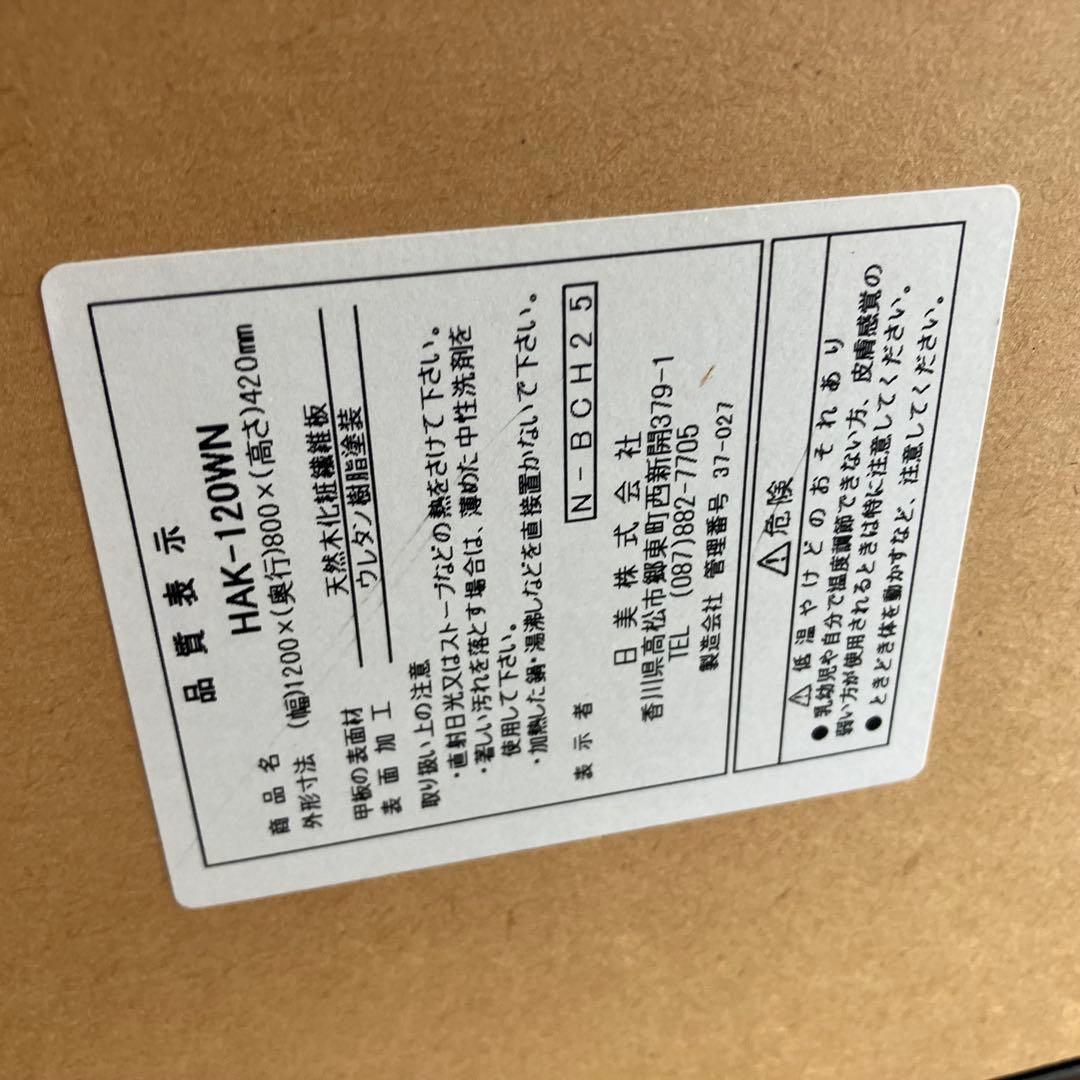 品質表示
商品名 HAK-120WN
外形寸法 (幅)1200×(奥行)800×(高さ)420mm
甲板の表面材 天然木化粧繊維板
表面加工 ウレタン樹脂塗装
取り扱い上の注意
・直射日光又はストーブなどの熱をさけて下さい。
・著しい汚れを落とす場合は、薄めた中性洗剤を
使用して下さい。
・加熱した鍋・湯沸しなどを直接置かないで下さい。
表示者 N-BCH25
日美株式会社
香川県高松市郷東町西新開379-1
TEL (087)882-7705
製造会社 管理番号 37-027
⚠危険
⚠低温やけどのおそれあり
●乳幼児や自分で温度調節できない方、皮膚感覚の
弱い方が使用されるときは特に注意してください。
●ときどき体を動かすなど、注意してください。